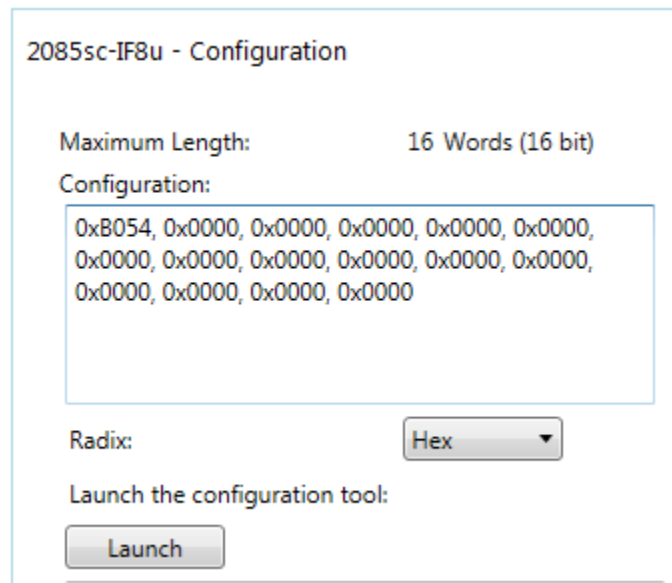 2085sc-IF8u - Configuration
Maximum Length: 16 Words (16 bit)
Configuration:
0xB054, 0x0000, 0x0000, 0x0000, 0x0000, 0x0000,
0x0000, 0x0000, 0x0000, 0x0000, 0x0000, 0x0000,
0x0000, 0x0000, 0x0000, 0x0000
Radix: Hex
Launch the configuration tool:
Launch